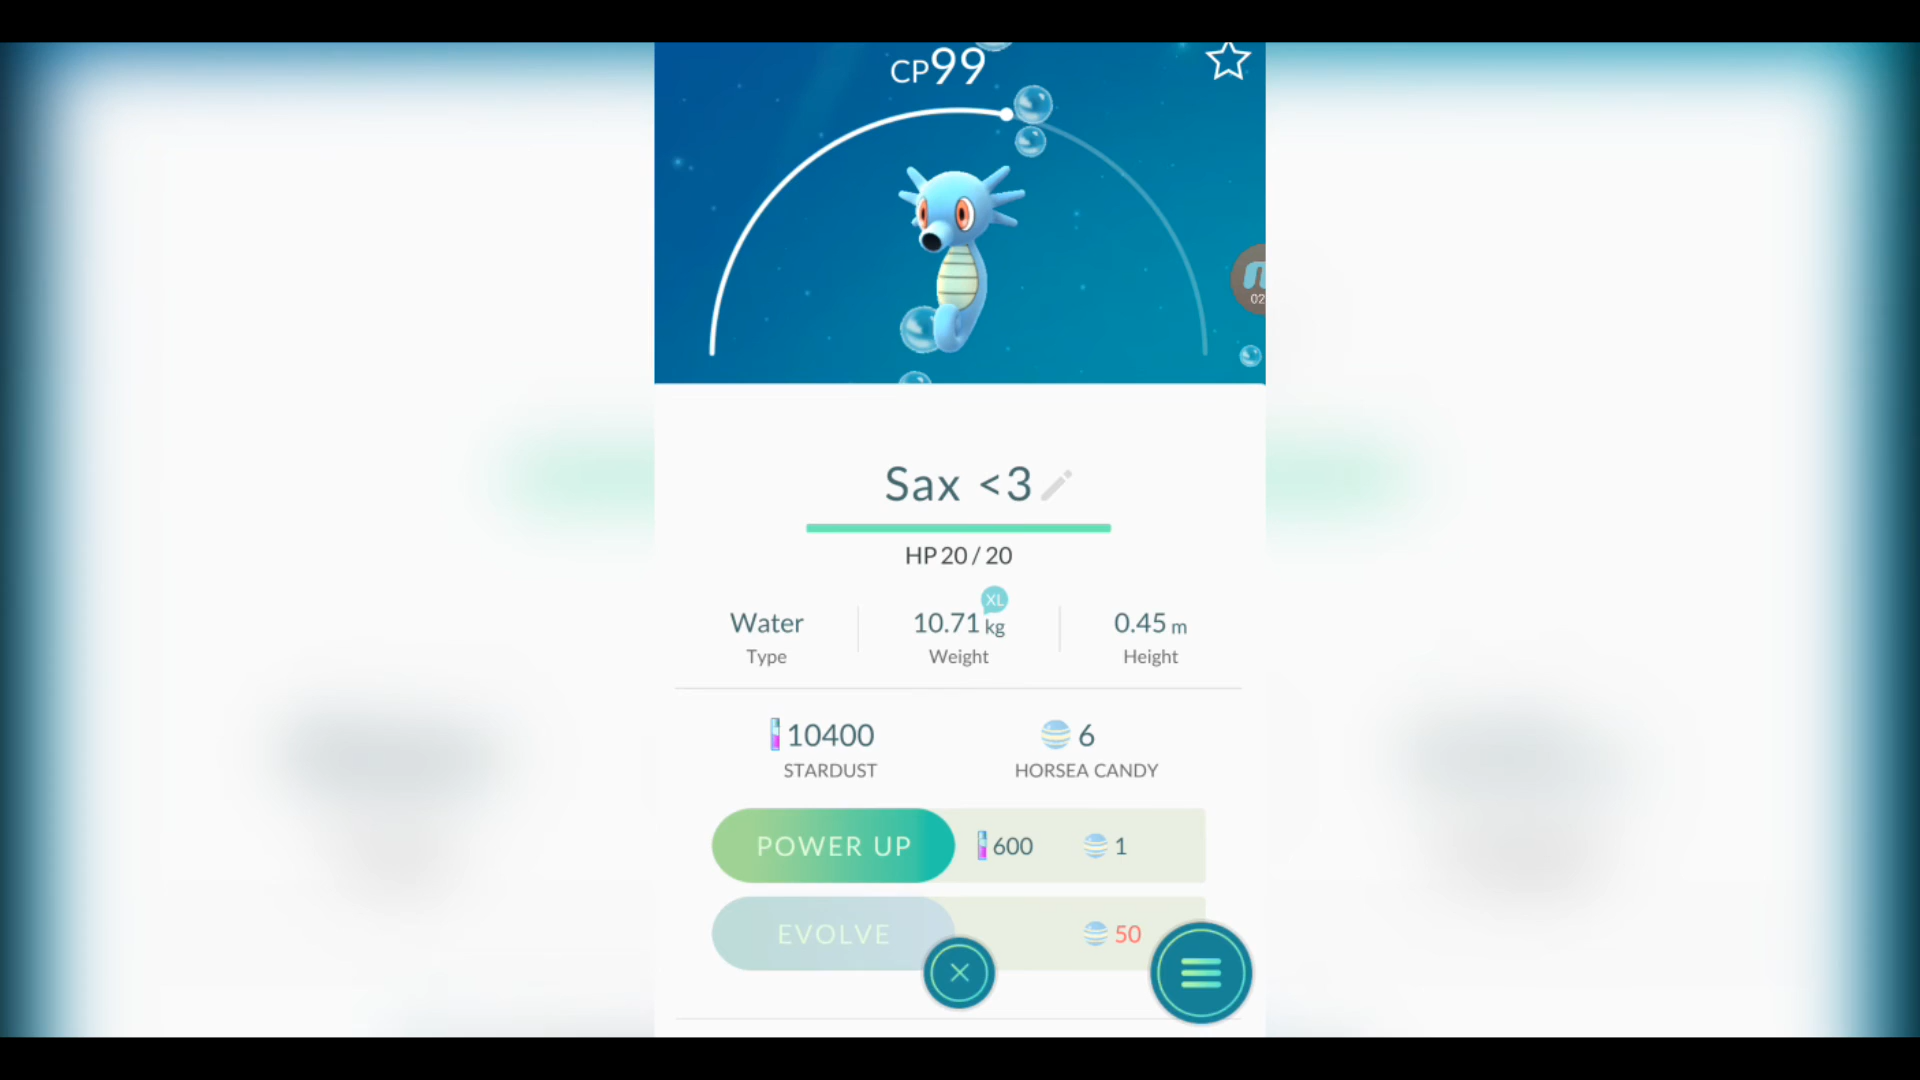 CP99
02
Sax <3
HP 20 / 20
XL
Water 10.71 kg 0.45 m
Type Weight Height
10400 6
STARDUST HORSEA CANDY
POWER UP 600 1
EVOLVE 50